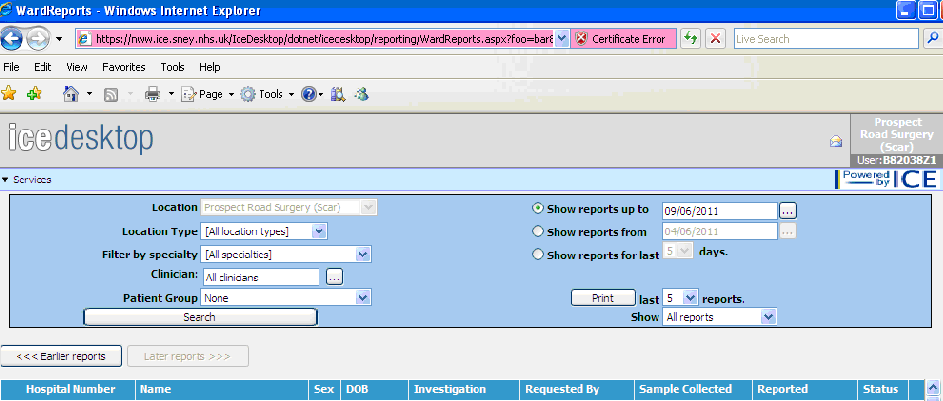 WardReports - Windows Internet Explorer
https://nww.ice.sney.nhs.uk/IceDesktop/dotnet/icecesktop/reporting/WardReports.aspx?foo=bar& Certificate Error Live Search
File Edit View Favorites Tools Help
Page Tools
icedesktop
Prospect
Road Surgery
(Scar)
User:B82038Z1
Services Powered by ICE
Location Prospect Road Surgery (Scar) Show reports up to 09/06/2011 ...
Location Type [All location types] Show reports from 04/06/2011 ...
Filter by specialty [All specialties] Show reports for last 5 days.
Clinician: All clinicians ...
Patient Group None Print last 5 reports.
Search Show All reports
<<< Earlier reports Later reports >>>
Hospital Number Name Sex DOB Investigation Requested By Sample Collected Reported Status